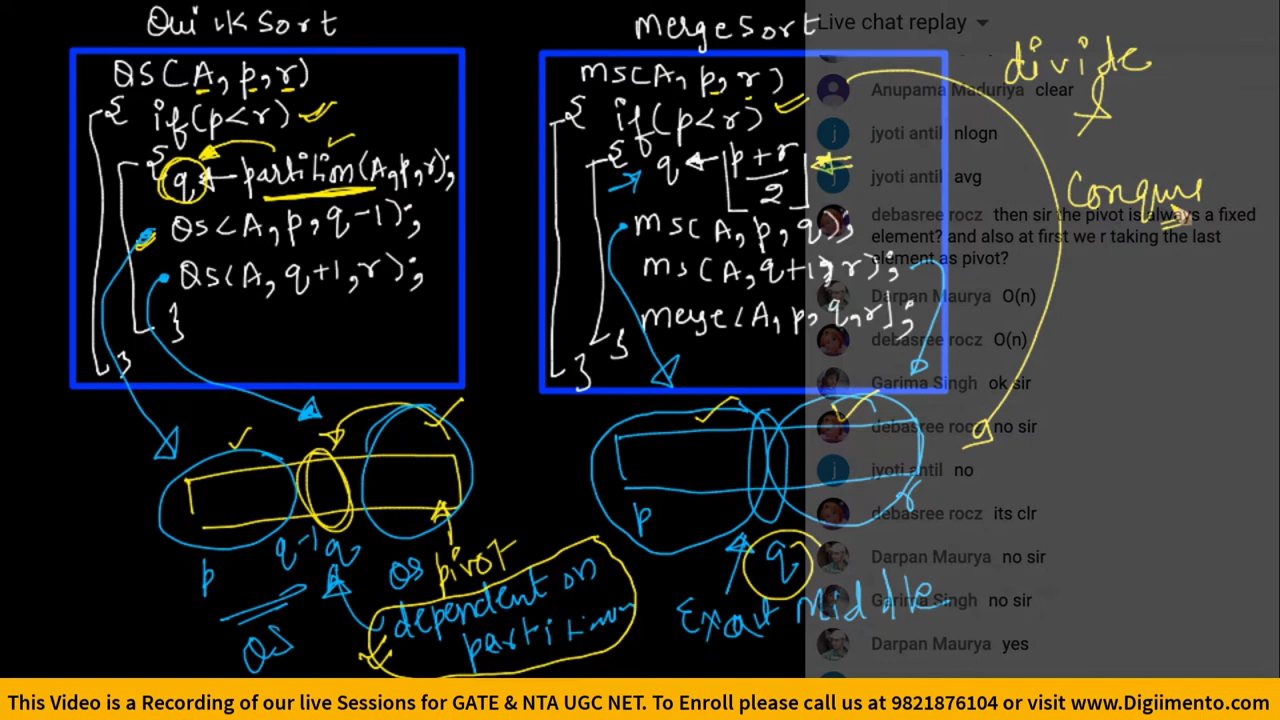 QuickSort
QS(A, p, r)
{ if(p<r)
{ q ← partition(A,p,r);
QS(A, p, q-1);
QS(A, q+1, r);
}
}
p
q-1 q
QS
QS pivot
dependent on
partition
MergeSort
MS(A, p, r)
{ if(p<r)
{ q ← ⌊p+r
2⌋
MS(A, p, q);
MS(A, q+1, r);
merge(A, p, q, r);
}
}
p
r
q
Exact Middle
divide
&
Conque
Live chat replay
Anupama Maduriya clear
j jyoti antil nlogn
j jyoti antil avg
debasree rocz then sir the pivot is always a fixed
element? and also at first we r taking the last
element as pivot?
Darpan Maurya O(n)
debasree rocz O(n)
Garima Singh ok sir
debasree rocz no sir
j jyoti antil no
debasree rocz its clr
Darpan Maurya no sir
Garima Singh no sir
Darpan Maurya yes
This Video is a Recording of our live Sessions for GATE & NTA UGC NET. To Enroll please call us at 9821876104 or visit www.Digiimento.com